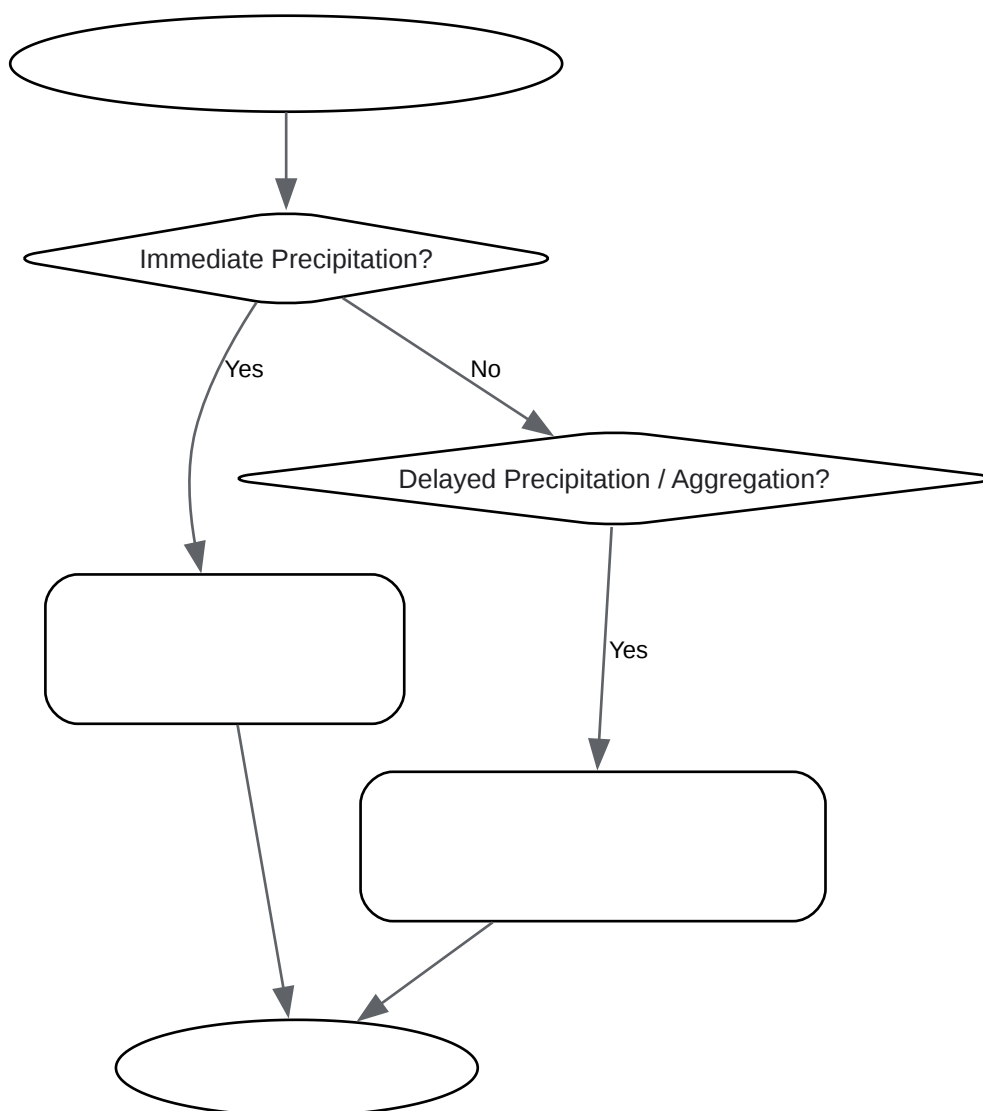 Immediate Precipitation?
Yes
No
Delayed Precipitation / Aggregation?
Yes